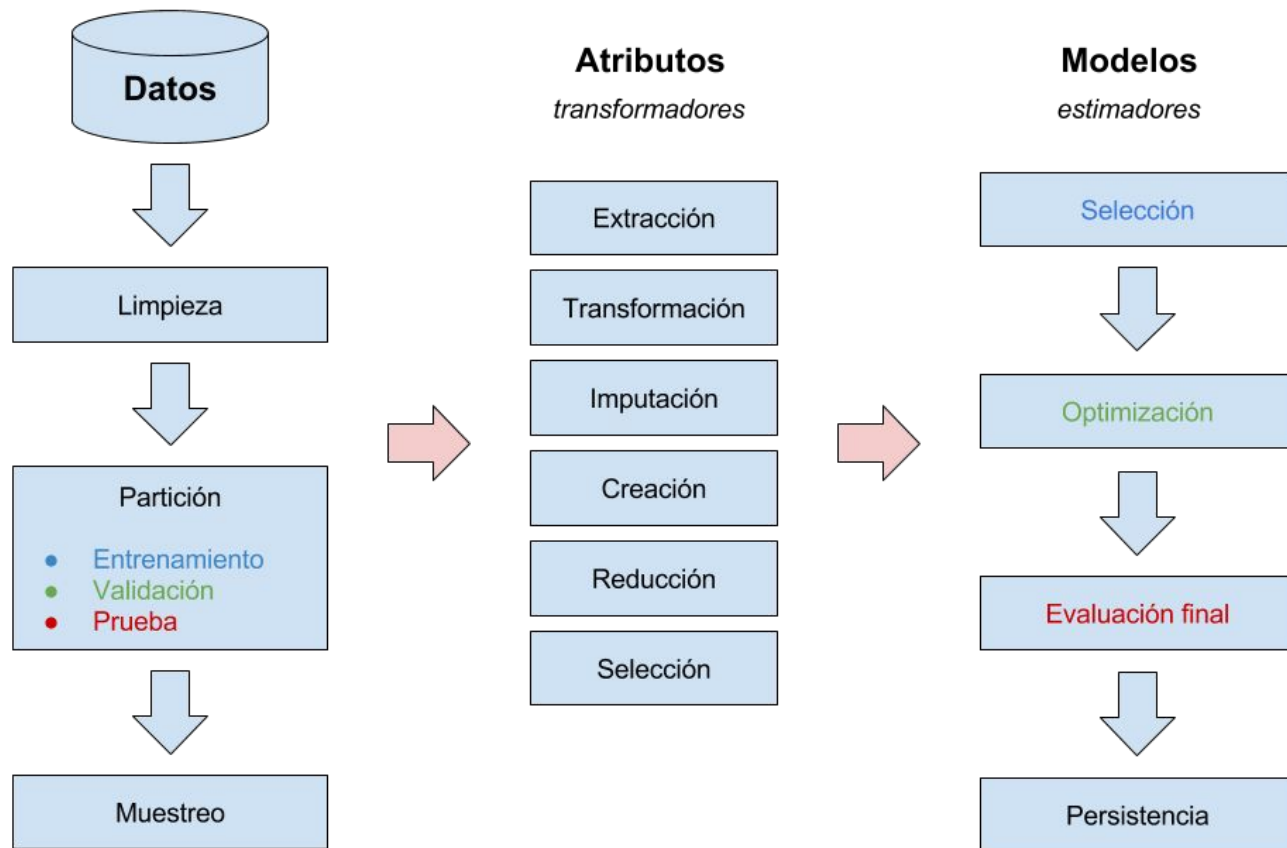 Datos
Limpieza
Partición
● Entrenamiento
● Validación
● Prueba
Muestreo
Atributos
transformadores
Extracción
Transformación
Imputación
Creación
Reducción
Selección
Modelos
estimadores
Selección
Optimización
Evaluación final
Persistencia